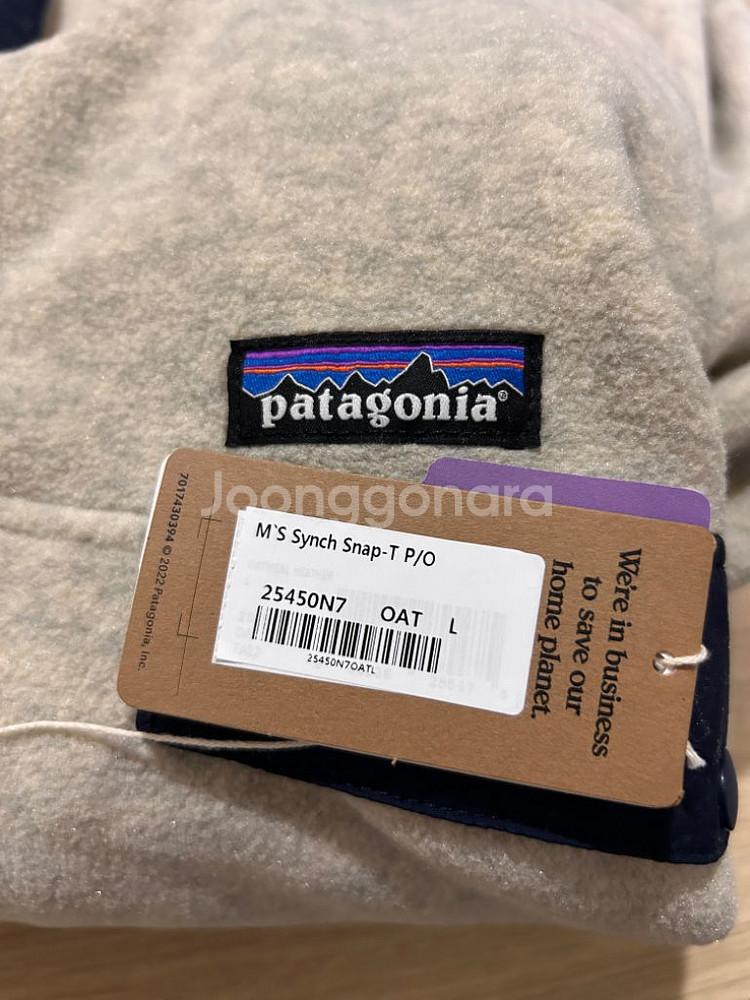 patagonia®
Joonggonara
7017430394 © 2022 Patagonia, Inc.
M`S Synch Snap-T P/O
25450N7 OAT L
25450N7OATL
We're in business
to save our
home planet.